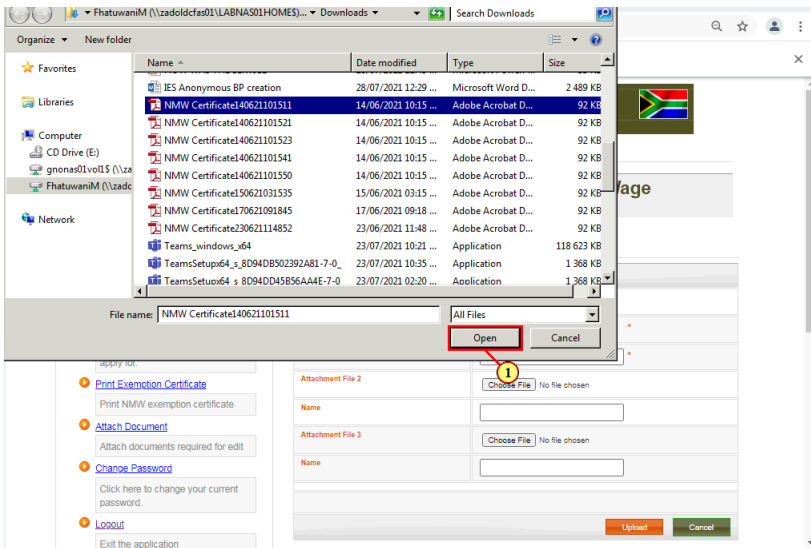 FhatuwaniM (\\zadoldcfas01\LABNAS01HOMES)... Downloads
Search Downloads
Organize New folder
Name Date modified Type Size
Favorites
Libraries
Computer
CD Drive (E:)
gnonas01vol1$ (\\za
FhatuwaniM (\\zadc
Network
IES Anonymous BP creation 28/07/2021 12:29 ... Microsoft Word D... 2 489 KB
NMW Certificate140621101511 14/06/2021 10:15 ... Adobe Acrobat D... 92 KB
NMW Certificate140621101521 14/06/2021 10:15 ... Adobe Acrobat D... 92 KB
NMW Certificate140621101523 14/06/2021 10:15 ... Adobe Acrobat D... 92 KB
NMW Certificate140621101541 14/06/2021 10:15 ... Adobe Acrobat D... 92 KB
NMW Certificate140621101550 14/06/2021 10:15 ... Adobe Acrobat D... 92 KB
NMW Certificate150621031535 15/06/2021 03:15 ... Adobe Acrobat D... 92 KB
NMW Certificate170621091845 17/06/2021 09:18 ... Adobe Acrobat D... 92 KB
NMW Certificate230621114852 23/06/2021 11:48 ... Adobe Acrobat D... 92 KB
Teams_windows_x64 23/07/2021 10:21 ... Application 118 623 KB
TeamsSetupx64_s_8D94DB502392A81-7-0_ 23/07/2021 10:35 ... Application 1 368 KB
TeamsSetupx64_s_8D94DD45B56AA4E-7-0 23/07/2021 02:20 ... Application 1 368 KB
File name: NMW Certificate140621101511 All Files
Open Cancel
1
/age
*
*
apply for.
Print Exemption Certificate
Print NMW exemption certificate
Attach Document
Attach documents required for edit
Change Password
Click here to change your current
password.
Logout
Exit the application
Attachment File 2 Choose File No file chosen
Name
Attachment File 3 Choose File No file chosen
Name
Upload Cancel